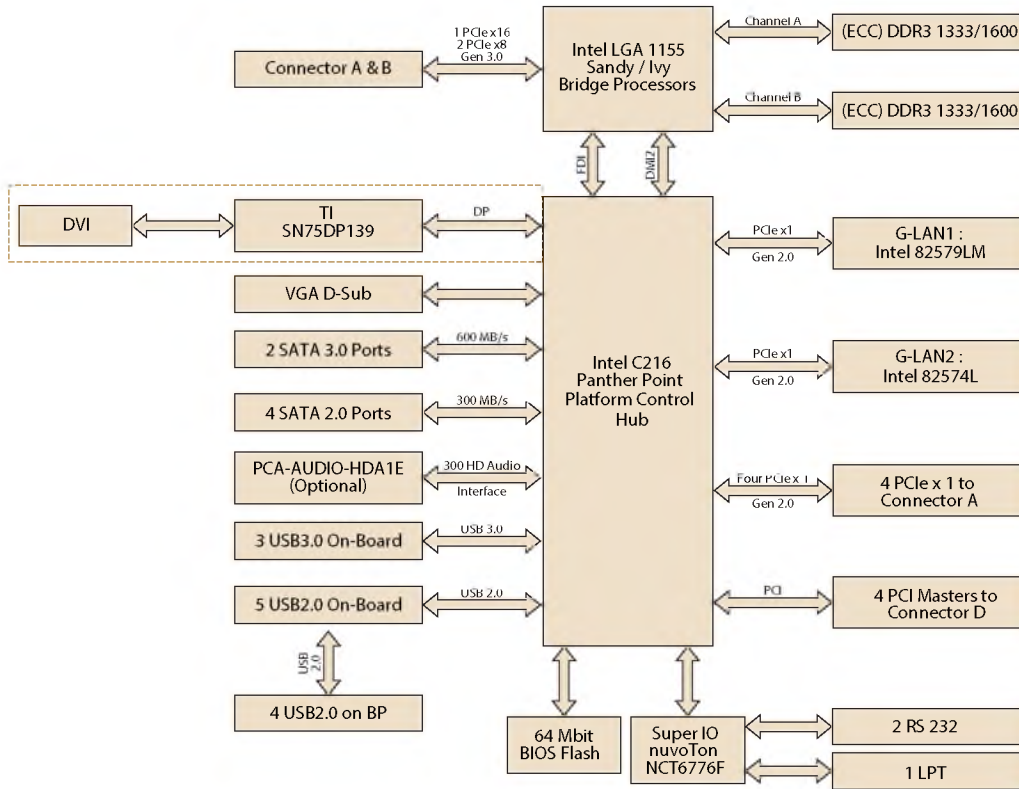 1 PCIe x16
2 PCIe x8
Gen 3.0
Connector A & B
Intel LGA 1155
Sandy / Ivy
Bridge Processors
Channel A
(ECC) DDR3 1333/1600
Channel B
(ECC) DDR3 1333/1600
FDI
DMI2
DVI
TI
SN75DP139
DP
VGA D-Sub
2 SATA 3.0 Ports
600 MB/s
4 SATA 2.0 Ports
300 MB/s
PCA-AUDIO-HDA1E
(Optional)
300 HD Audio
Interface
3 USB3.0 On-Board
USB 3.0
5 USB2.0 On-Board
USB 2.0
USB
2.0
4 USB2.0 on BP
Intel C216
Panther Point
Platform Control
Hub
PCIe x1
Gen 2.0
G-LAN1 :
Intel 82579LM
PCIe x1
Gen 2.0
G-LAN2 :
Intel 82574L
Four PCIe x 1
Gen 2.0
4 PCIe x 1 to
Connector A
PCI
4 PCI Masters to
Connector D
64 Mbit
BIOS Flash
Super IO
nuvoTon
NCT6776F
2 RS 232
1 LPT